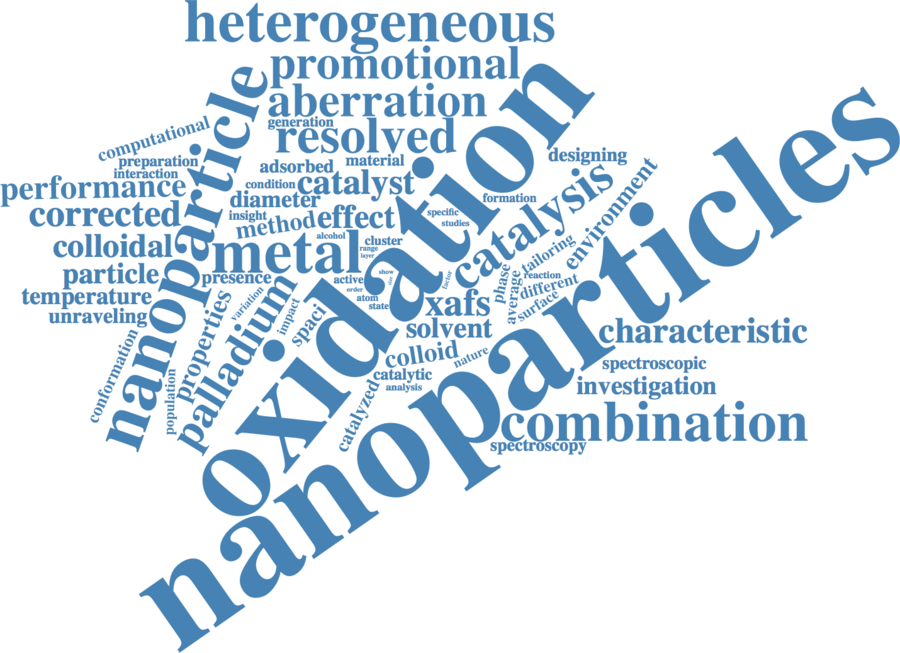 heterogeneous
promotional
oxidation
nanoparticle
aberration
nanoparticles
generation
resolved
computational
preparation
interaction
adsorbed
material
designing
performance
condition
catalyst
catalysis
environment
diameter
formation
corrected
insight
method
effect
specific
studies
colloidal
metal
alcohol
cluster
range
layer
tailoring
particle
presence
show
size
active
factor
phase
average
reaction
different
temperature
variation
order
atom
state
xafs
surface
unraveling
properties
palladium
impact
spaci
solvent
characteristic
conformation
population
colloid
nature
spectroscopic
catalytic
analysis
investigation
catalyzed
combination
spectroscopy